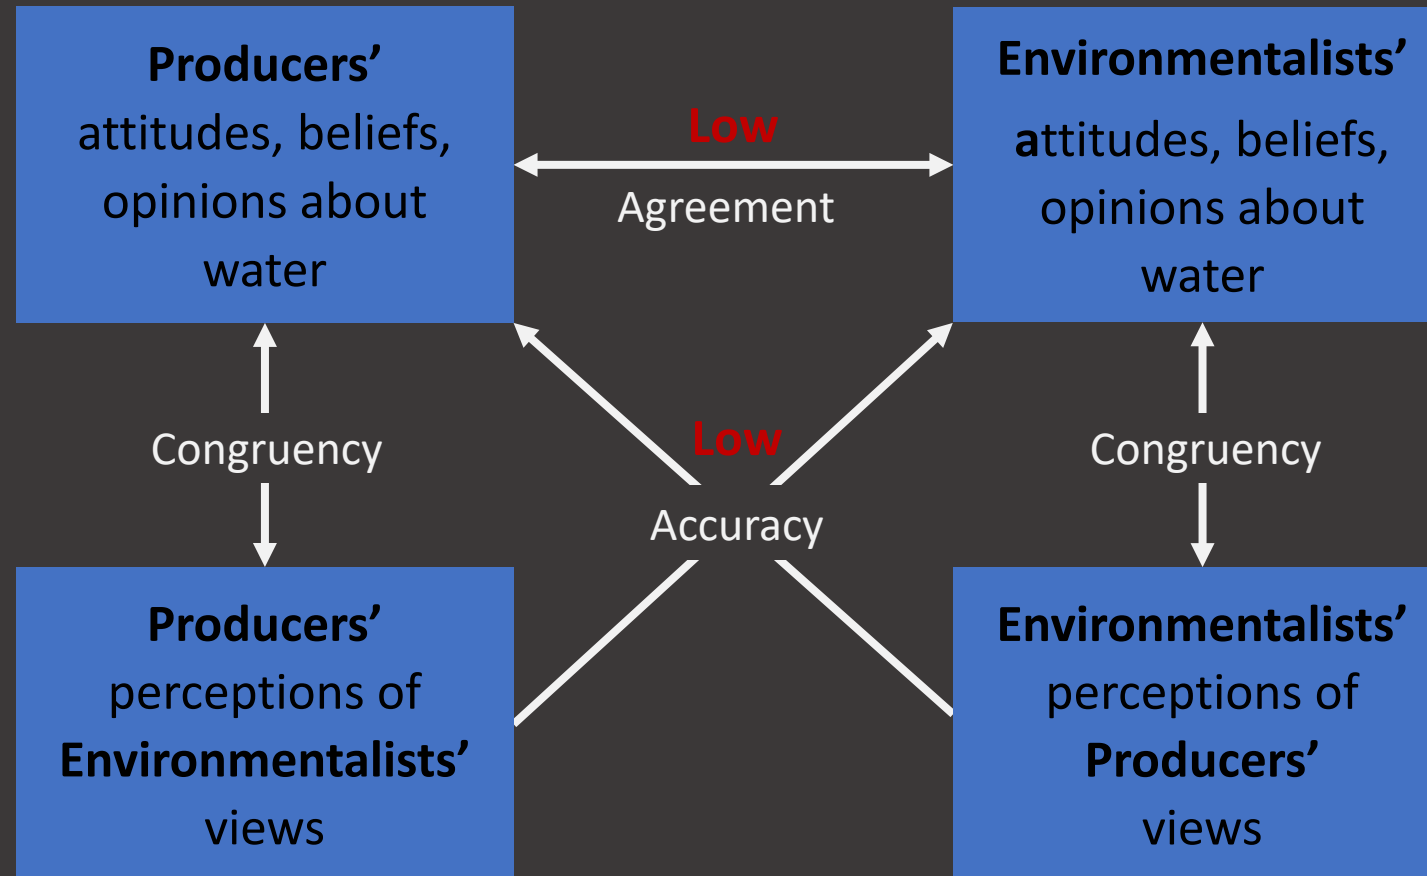 Producers’
attitudes, beliefs,
opinions about
water
Low
Agreement
Environmentalists’
attitudes, beliefs,
opinions about
water
Congruency
Low
Accuracy
Congruency
Producers’
perceptions of
Environmentalists’
views
Environmentalists’
perceptions of
Producers’
views